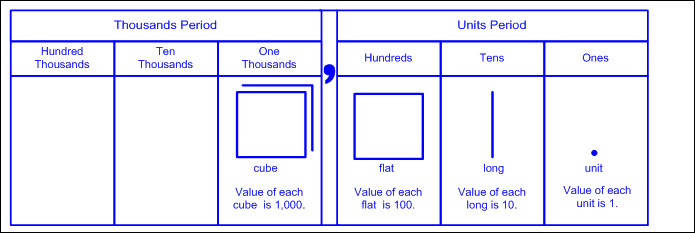 Thousands Period
Units Period
Hundred
Thousands
Ten
Thousands
One
Thousands
,
Hundreds
Tens
Ones
cube
Value of each
cube is 1,000.
flat
Value of each
flat is 100.
long
Value of each
long is 10.
unit
Value of each
unit is 1.